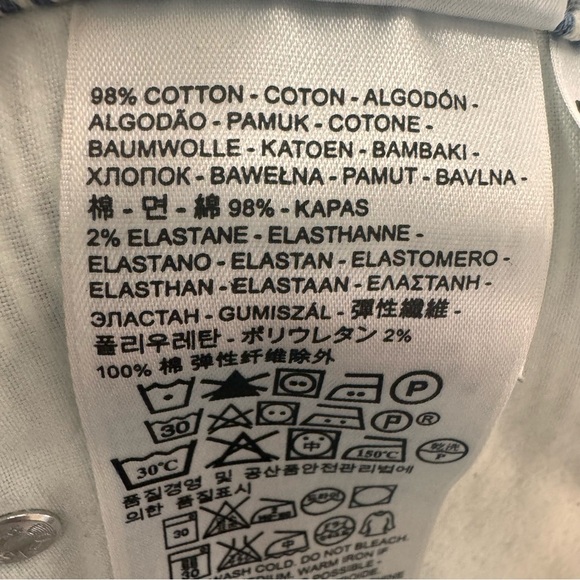 98% COTTON - COTON - ALGODÓN -
ALGODÃO - PAMUK - COTONE -
BAUMWOLLE - KATOEN - BAMBAKI -
ХЛОПОК - BAWEŁNA - PAMUT - BAVLNA -
棉 - 면 - 綿 98% - KAPAS
2% ELASTANE - ELASTHANNE -
ELASTANO - ELASTAN - ELASTOMERO -
ELASTHAN - ELASTAAN - ΕΛΑΣΤΑΝΗ -
ЭЛАСТАН - GUMISZÁL - 彈性纖維 -
폴리우레탄 - ポリウレタン 2%
100% 棉 弹性纤维除外
P
30 P ®
30°C 中 150°C 乾洗 P
품질경영 및 공산품안전관리법에
의한 품질표시
30
30
WASH COLD. DO NOT BLEACH.
WARM IRON IF